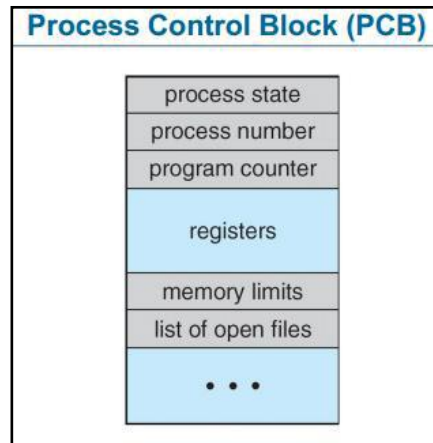 Process Control Block (PCB)
process state
process number
program counter
registers
memory limits
list of open files
• • •